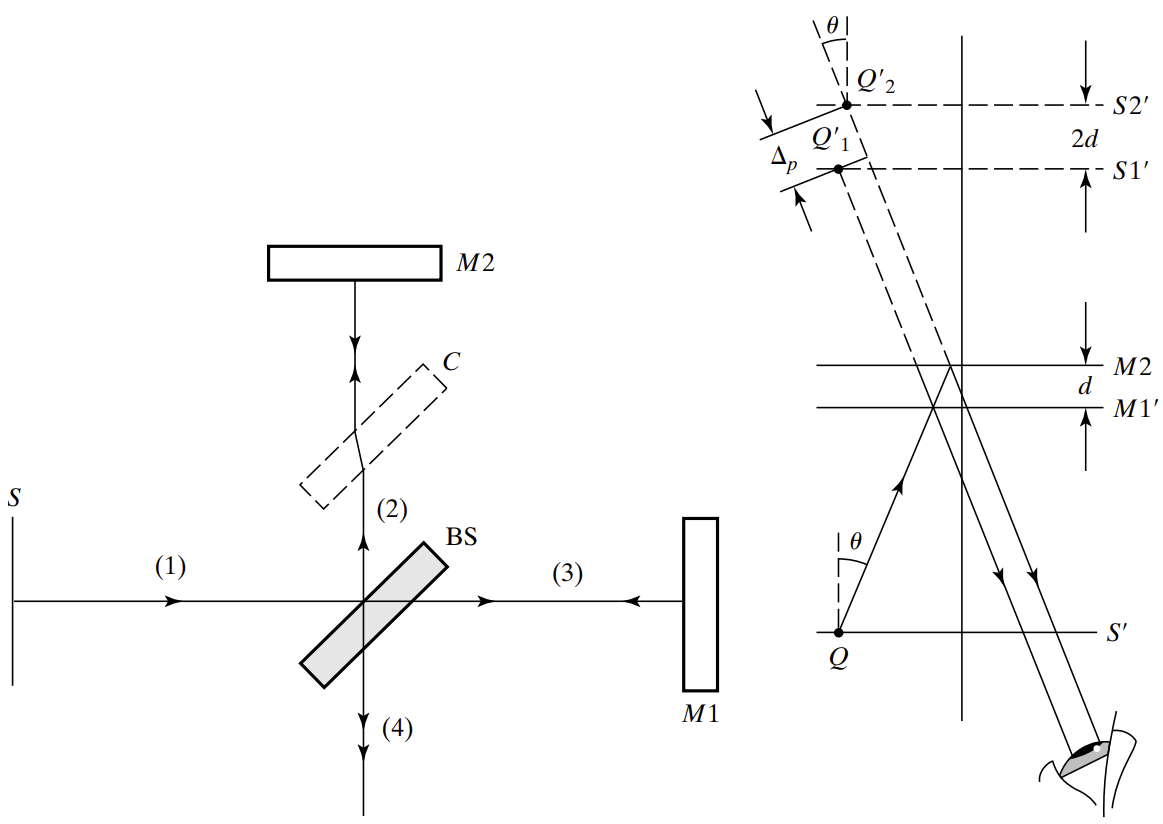 M2
C
S
(2)
BS
(1)
(3)
M1
(4)
θ
Q′2
S2′
Q′1
2d
Δp
S1′
M2
d
M1′
θ
S′
Q